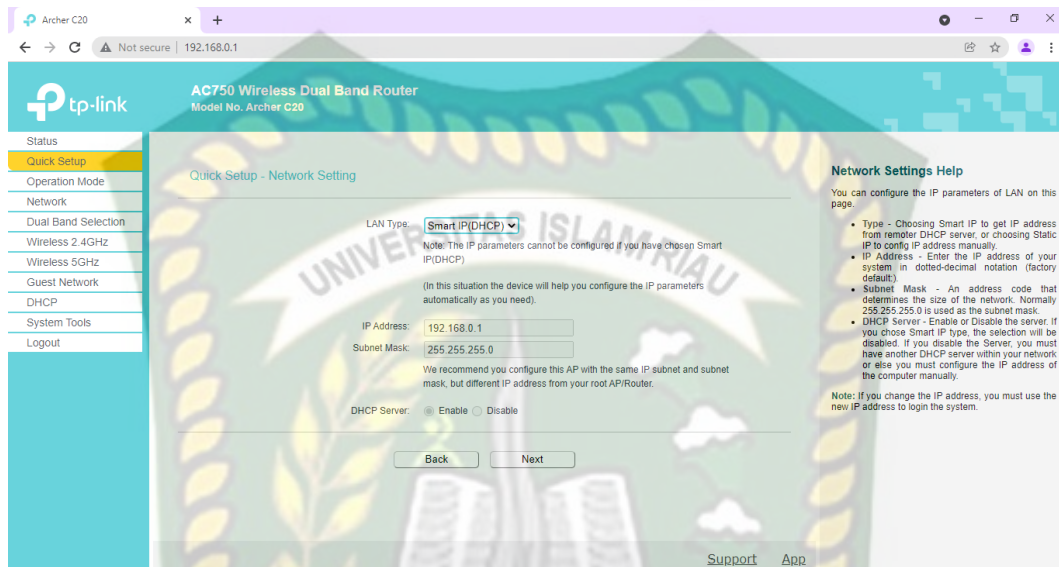 Archer C20
Not secure | 192.168.0.1
tp-link
AC750 Wireless Dual Band Router
Model No. Archer C20
Status
Quick Setup
Operation Mode
Network
Dual Band Selection
Wireless 2.4GHz
Wireless 5GHz
Guest Network
DHCP
System Tools
Logout
Quick Setup - Network Setting
LAN Type: Smart IP(DHCP)
Note: The IP parameters cannot be configured if you have chosen Smart
IP(DHCP)
(In this situation the device will help you configure the IP parameters
automatically as you need).
IP Address: 192.168.0.1
Subnet Mask: 255.255.255.0
We recommend you configure this AP with the same IP subnet and subnet
mask, but different IP address from your root AP/Router.
DHCP Server: Enable Disable
Back Next
Network Settings Help
You can configure the IP parameters of LAN on this
page.
• Type - Choosing Smart IP to get IP address
from remoter DHCP server, or choosing Static
IP to config IP address manually.
• IP Address - Enter the IP address of your
system in dotted-decimal notation (factory
default:).
• Subnet Mask - An address code that
determines the size of the network. Normally
255.255.255.0 is used as the subnet mask.
• DHCP Server - Enable or Disable the server. If
you chose Smart IP type, the selection will be
disabled. If you disable the Server, you must
have another DHCP server within your network
or else you must configure the IP address of
the computer manually.
Note: If you change the IP address, you must use the
new IP address to login the system.
Support App
UNIVERSITAS ISLAM RIAU